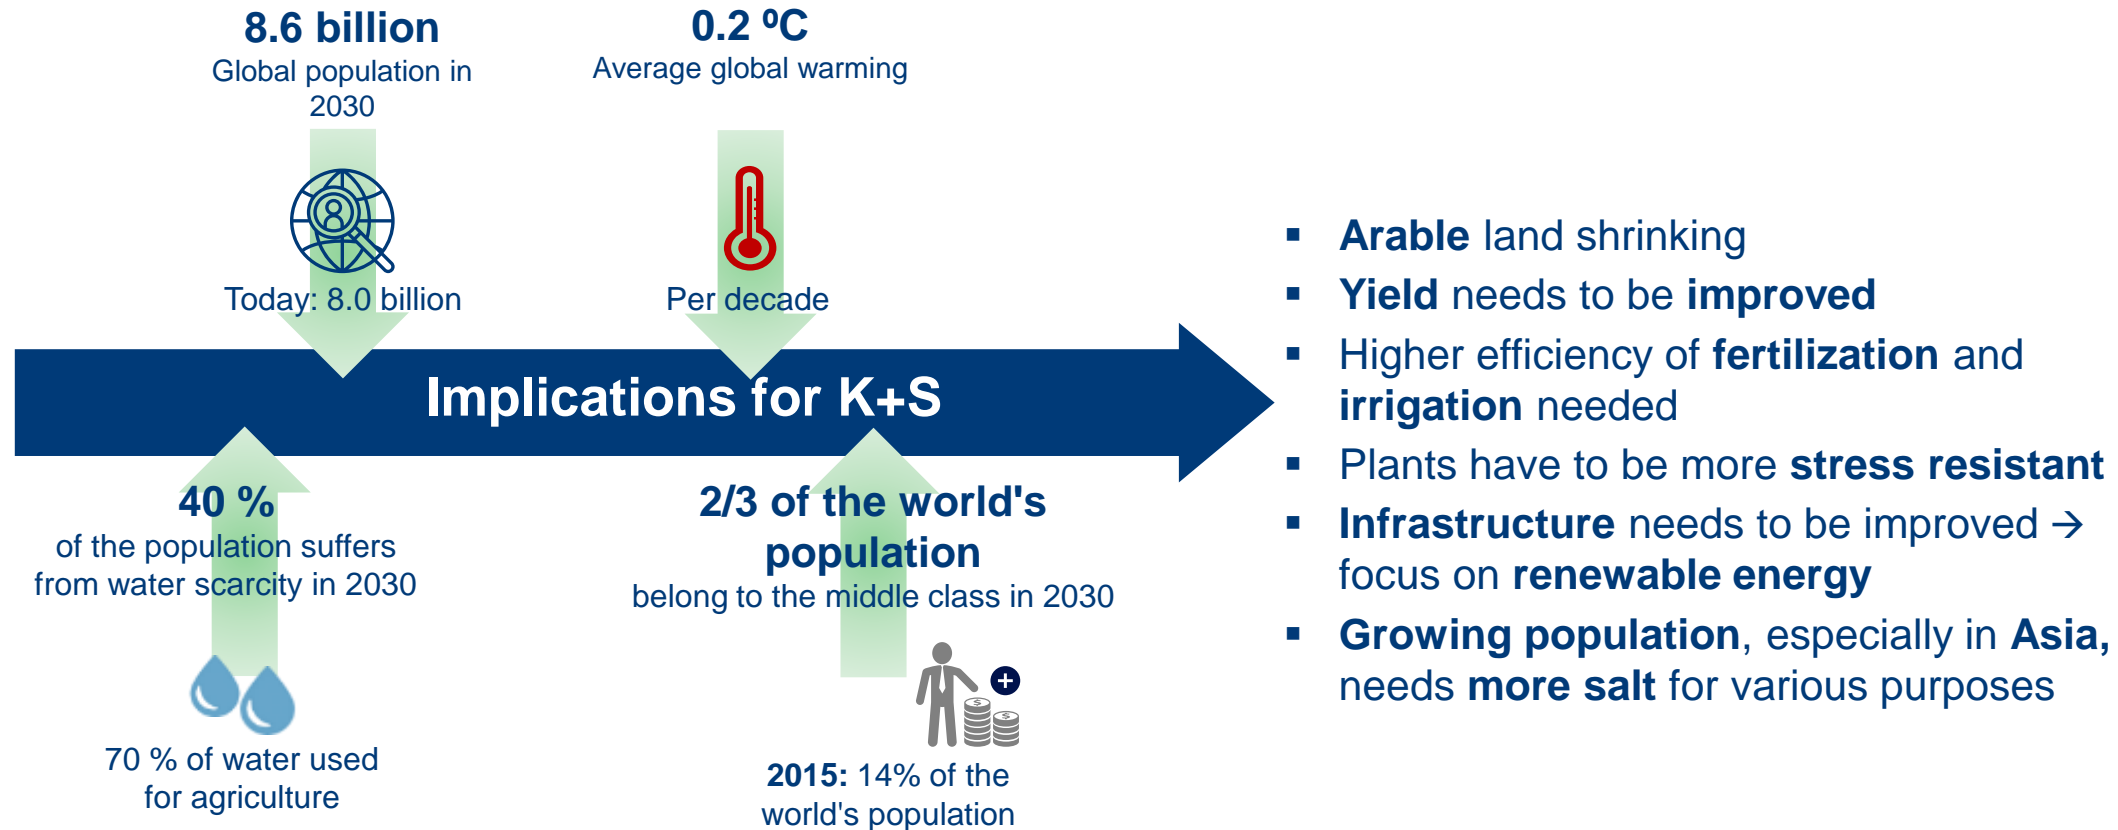 8.6 billion
Global population in
2030
Today: 8.0 billion
0.2 ºC
Average global warming
Per decade
Implications for K+S
40 %
of the population suffers
from water scarcity in 2030
70 % of water used
for agriculture
2/3 of the world's
population
belong to the middle class in 2030
2015: 14% of the
world's population
▪ Arable land shrinking
▪ Yield needs to be improved
▪ Higher efficiency of fertilization and
irrigation needed
▪ Plants have to be more stress resistant
▪ Infrastructure needs to be improved →
focus on renewable energy
▪ Growing population, especially in Asia,
needs more salt for various purposes